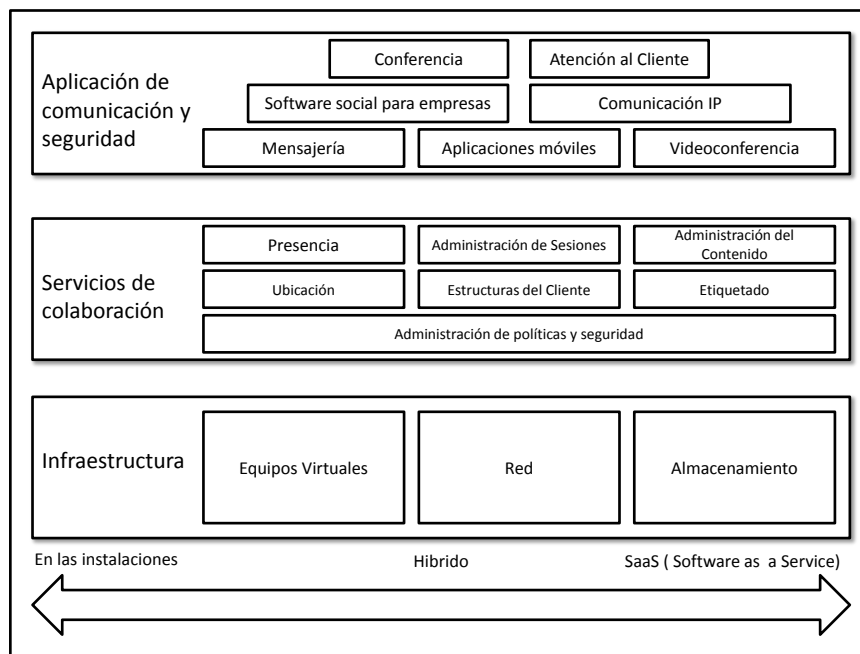 Aplicación de
comunicación y
seguridad
Conferencia
Atención al Cliente
Software social para empresas
Comunicación IP
Mensajería
Aplicaciones móviles
Videoconferencia
Servicios de
colaboración
Presencia
Administración de Sesiones
Administración del
Contenido
Ubicación
Estructuras del Cliente
Etiquetado
Administración de políticas y seguridad
Infraestructura
Equipos Virtuales
Red
Almacenamiento
En las instalaciones
Hibrido
SaaS ( Software as a Service)